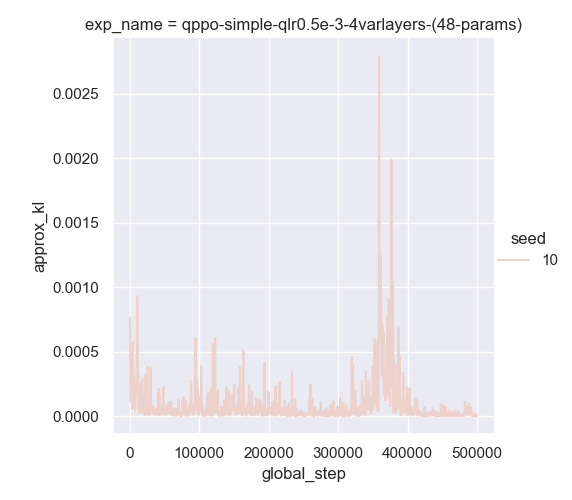 exp_name = qppo-simple-qlr0.5e-3-4varlayers-(48-params)
0.0025
0.0020
0.0015
0.0010
0.0005
0.0000
approx_kl
0 100000 200000 300000 400000 500000
global_step
seed
10